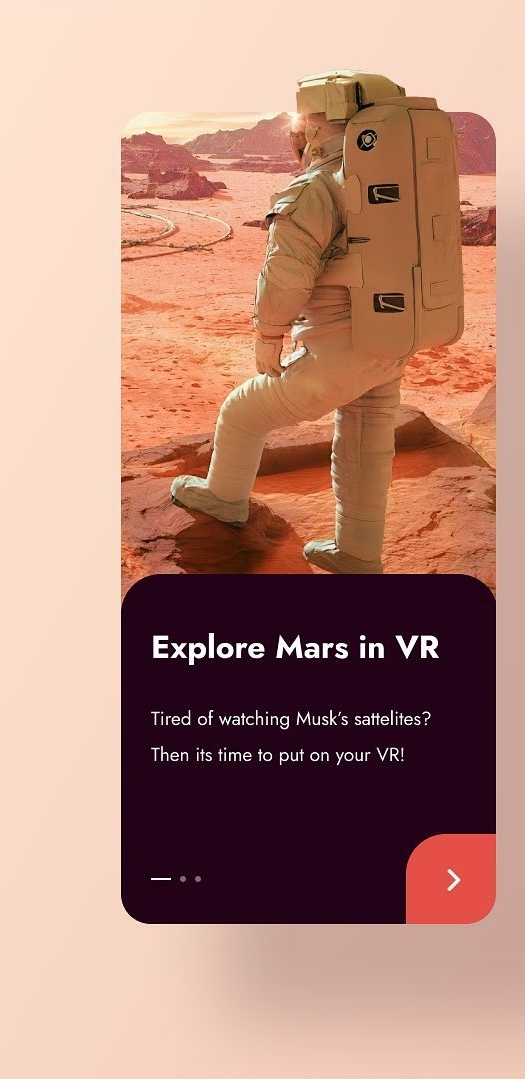 Explore Mars in VR
Tired of watching Musk's sattelites?
Then its time to put on your VR!